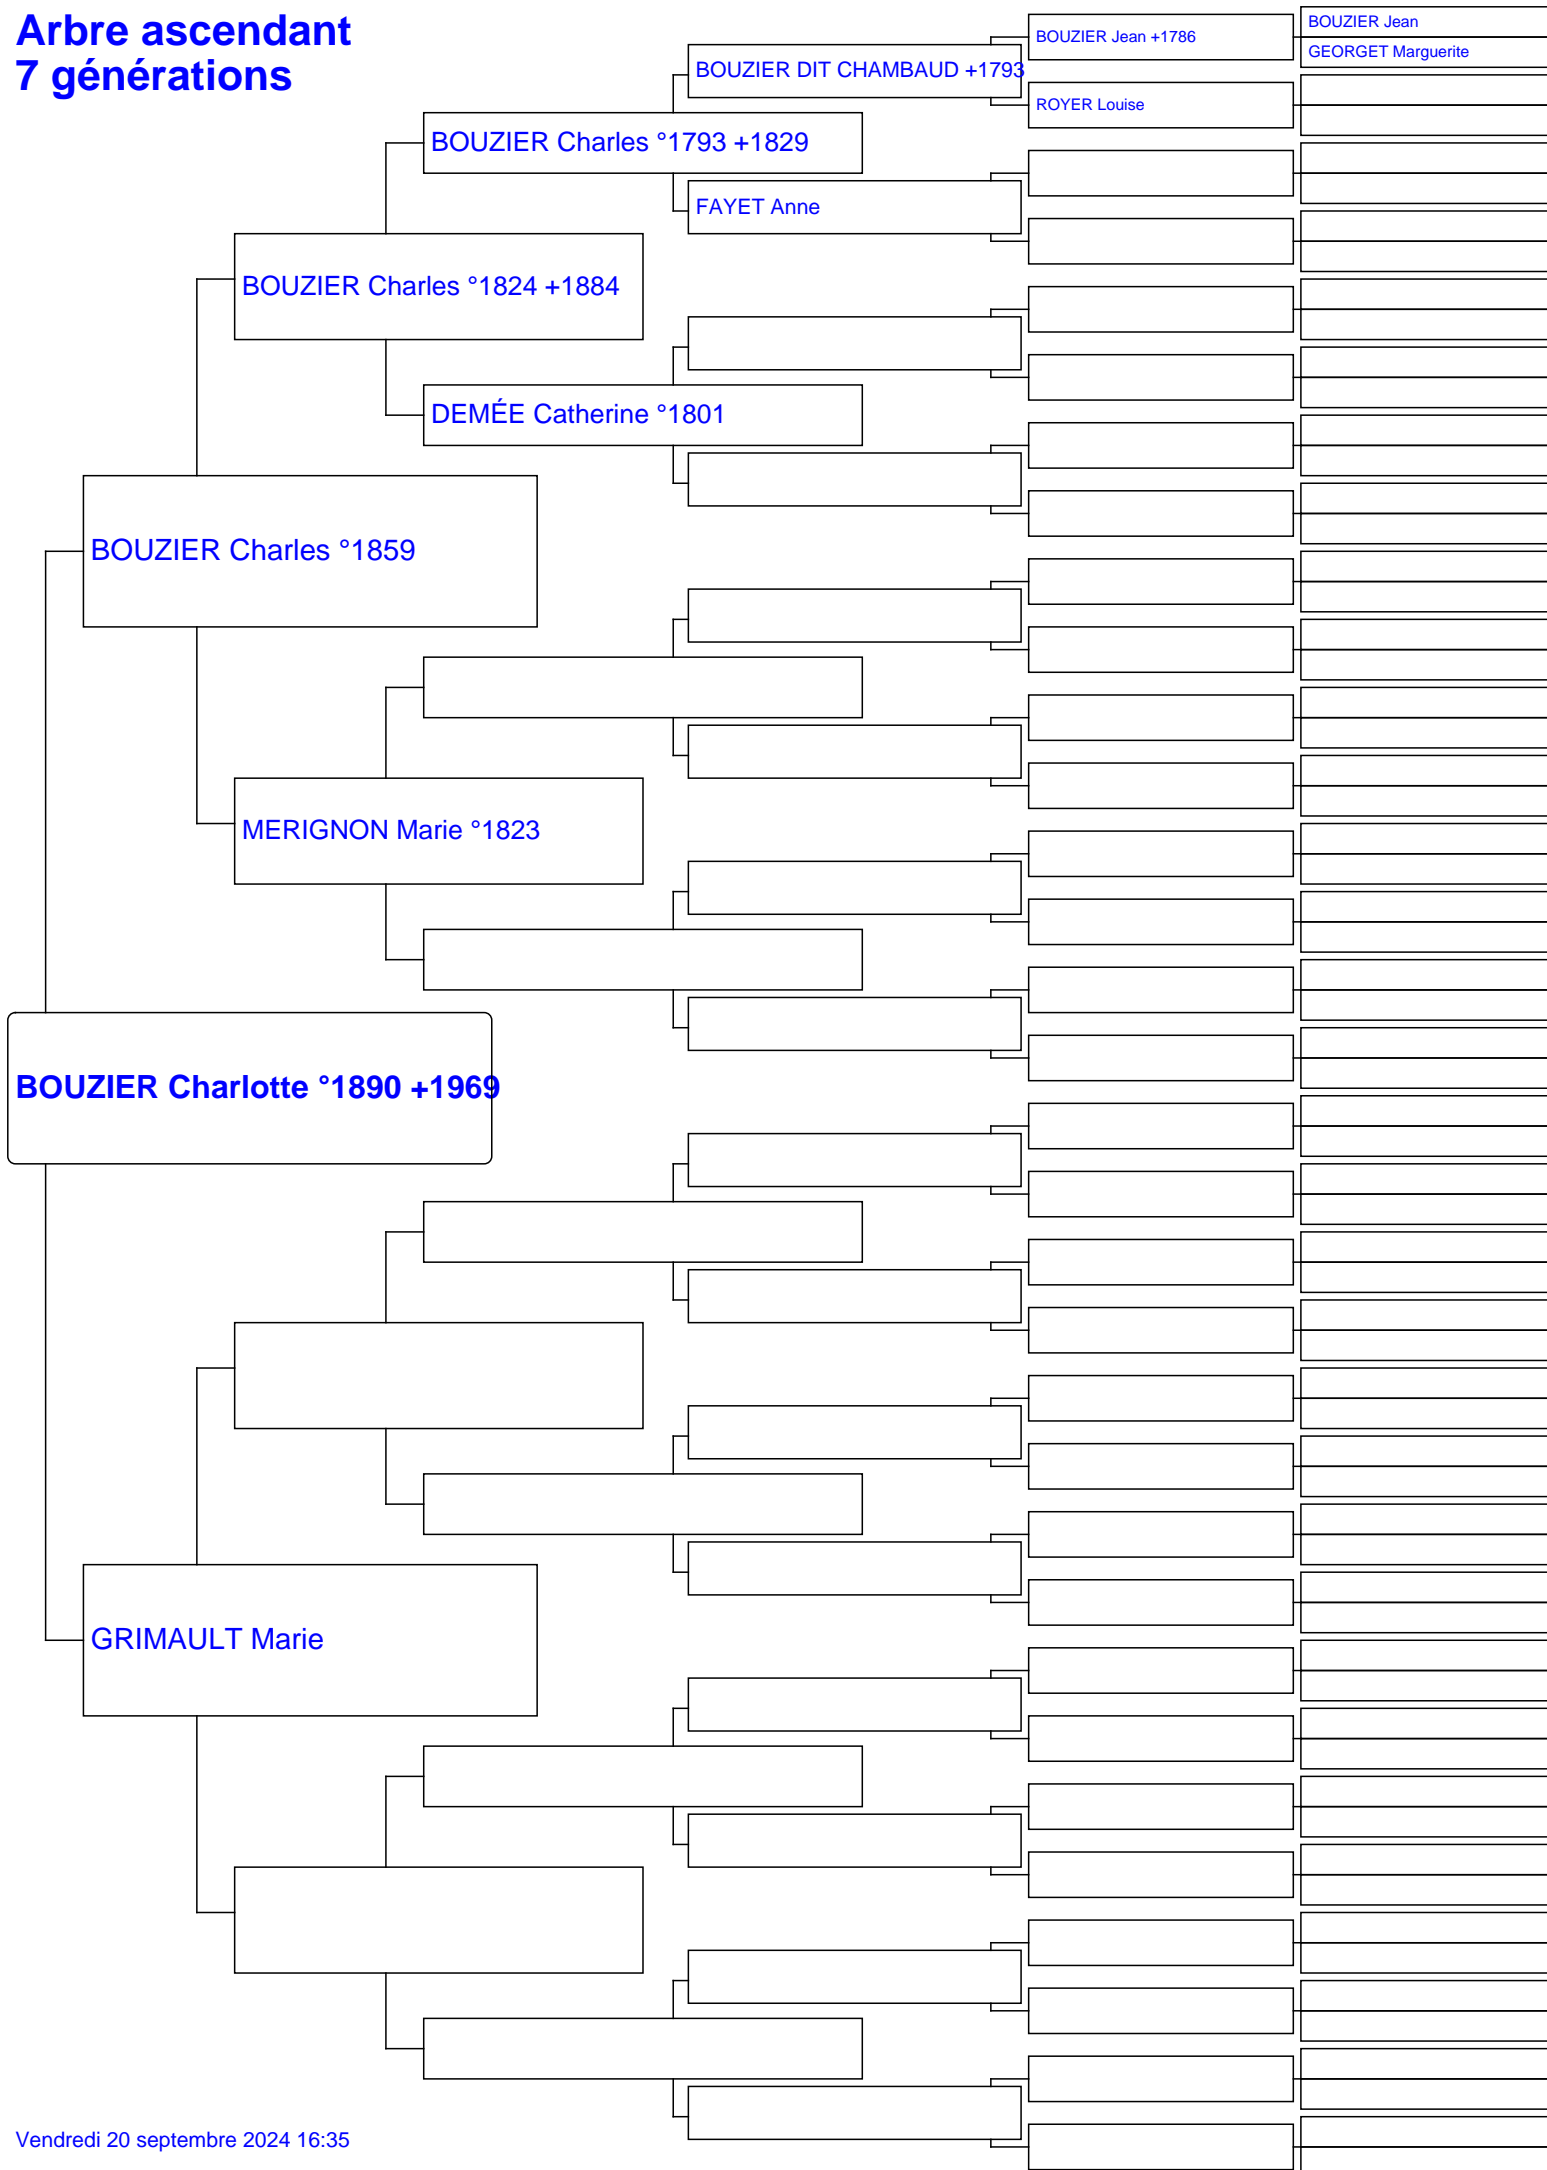 Arbre ascendant
7 générations
BOUZIER Jean +1786
BOUZIER Jean
GEORGET Marguerite
BOUZIER DIT CHAMBAUD +1793
ROYER Louise
BOUZIER Charles °1793 +1829
FAYET Anne
BOUZIER Charles °1824 +1884
DEMÉE Catherine °1801
BOUZIER Charles °1859
MERIGNON Marie °1823
BOUZIER Charlotte °1890 +1969
GRIMAULT Marie
Vendredi 20 septembre 2024 16:35